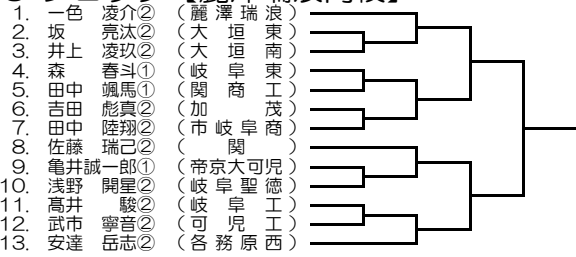 1. 一色 凌介② （麗澤瑞浪）
2. 坂 亮汰② （大垣東）
3. 井上 凌玖② （大垣南）
4. 森 春斗① （岐阜東）
5. 田中 颯馬① （関商工）
6. 吉田 彪真② （加茂）
7. 田中 陸翔② （市岐阜商）
8. 佐藤 瑞己② （関）
9. 亀井誠一郎① （帝京大可児）
10. 浅野 開星② （岐阜聖徳）
11. 髙井 駿② （岐阜工）
12. 武市 寧音② （可児工）
13. 安達 岳志② （各務原西）